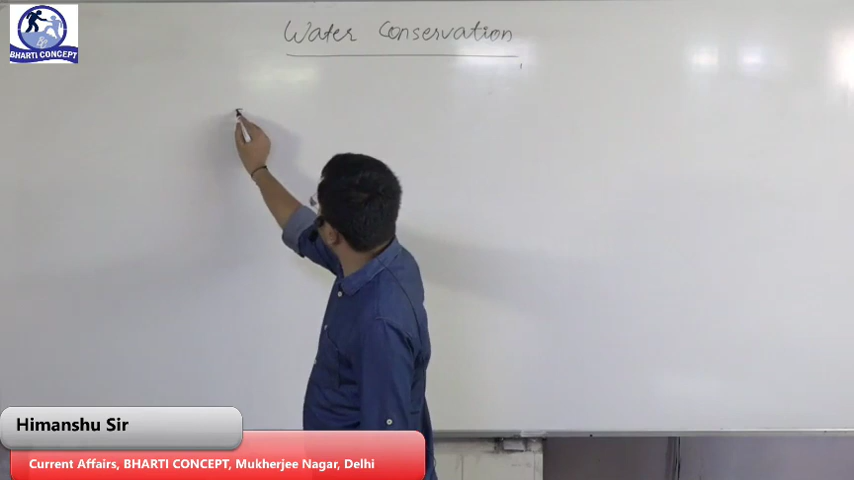 BHARTI CONCEPT
Water Conservation
Himanshu Sir
Current Affairs, BHARTI CONCEPT, Mukherjee Nagar, Delhi